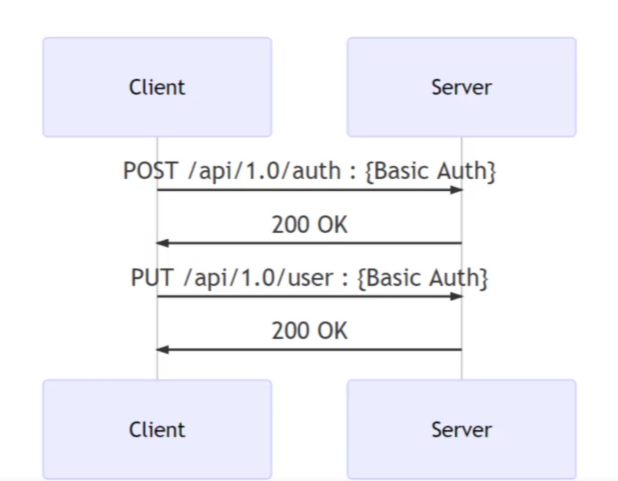 Client Server
POST /api/1.0/auth : {Basic Auth}
200 OK
PUT /api/1.0/user : {Basic Auth}
200 OK
Client Server